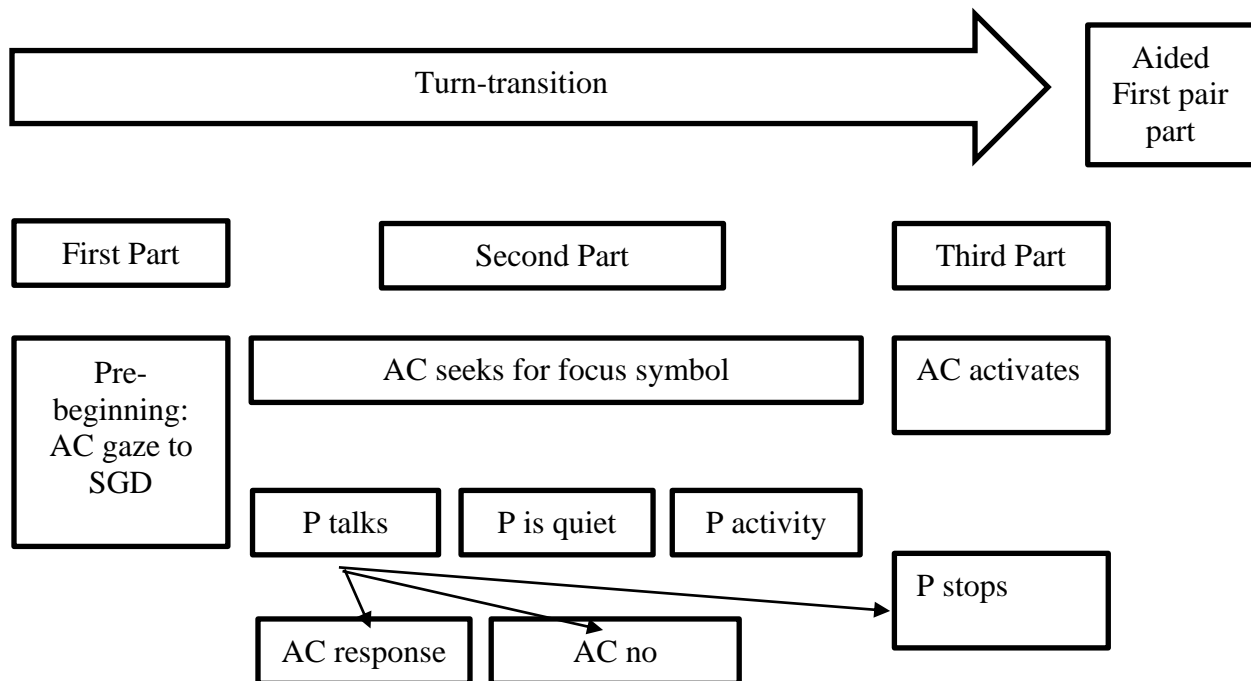 Turn-transition
Aided
First pair
part
First Part
Second Part
Third Part
Pre-
beginning:
AC gaze to
SGD
AC seeks for focus symbol
AC activates
P talks
P is quiet
P activity
P stops
AC response
AC no